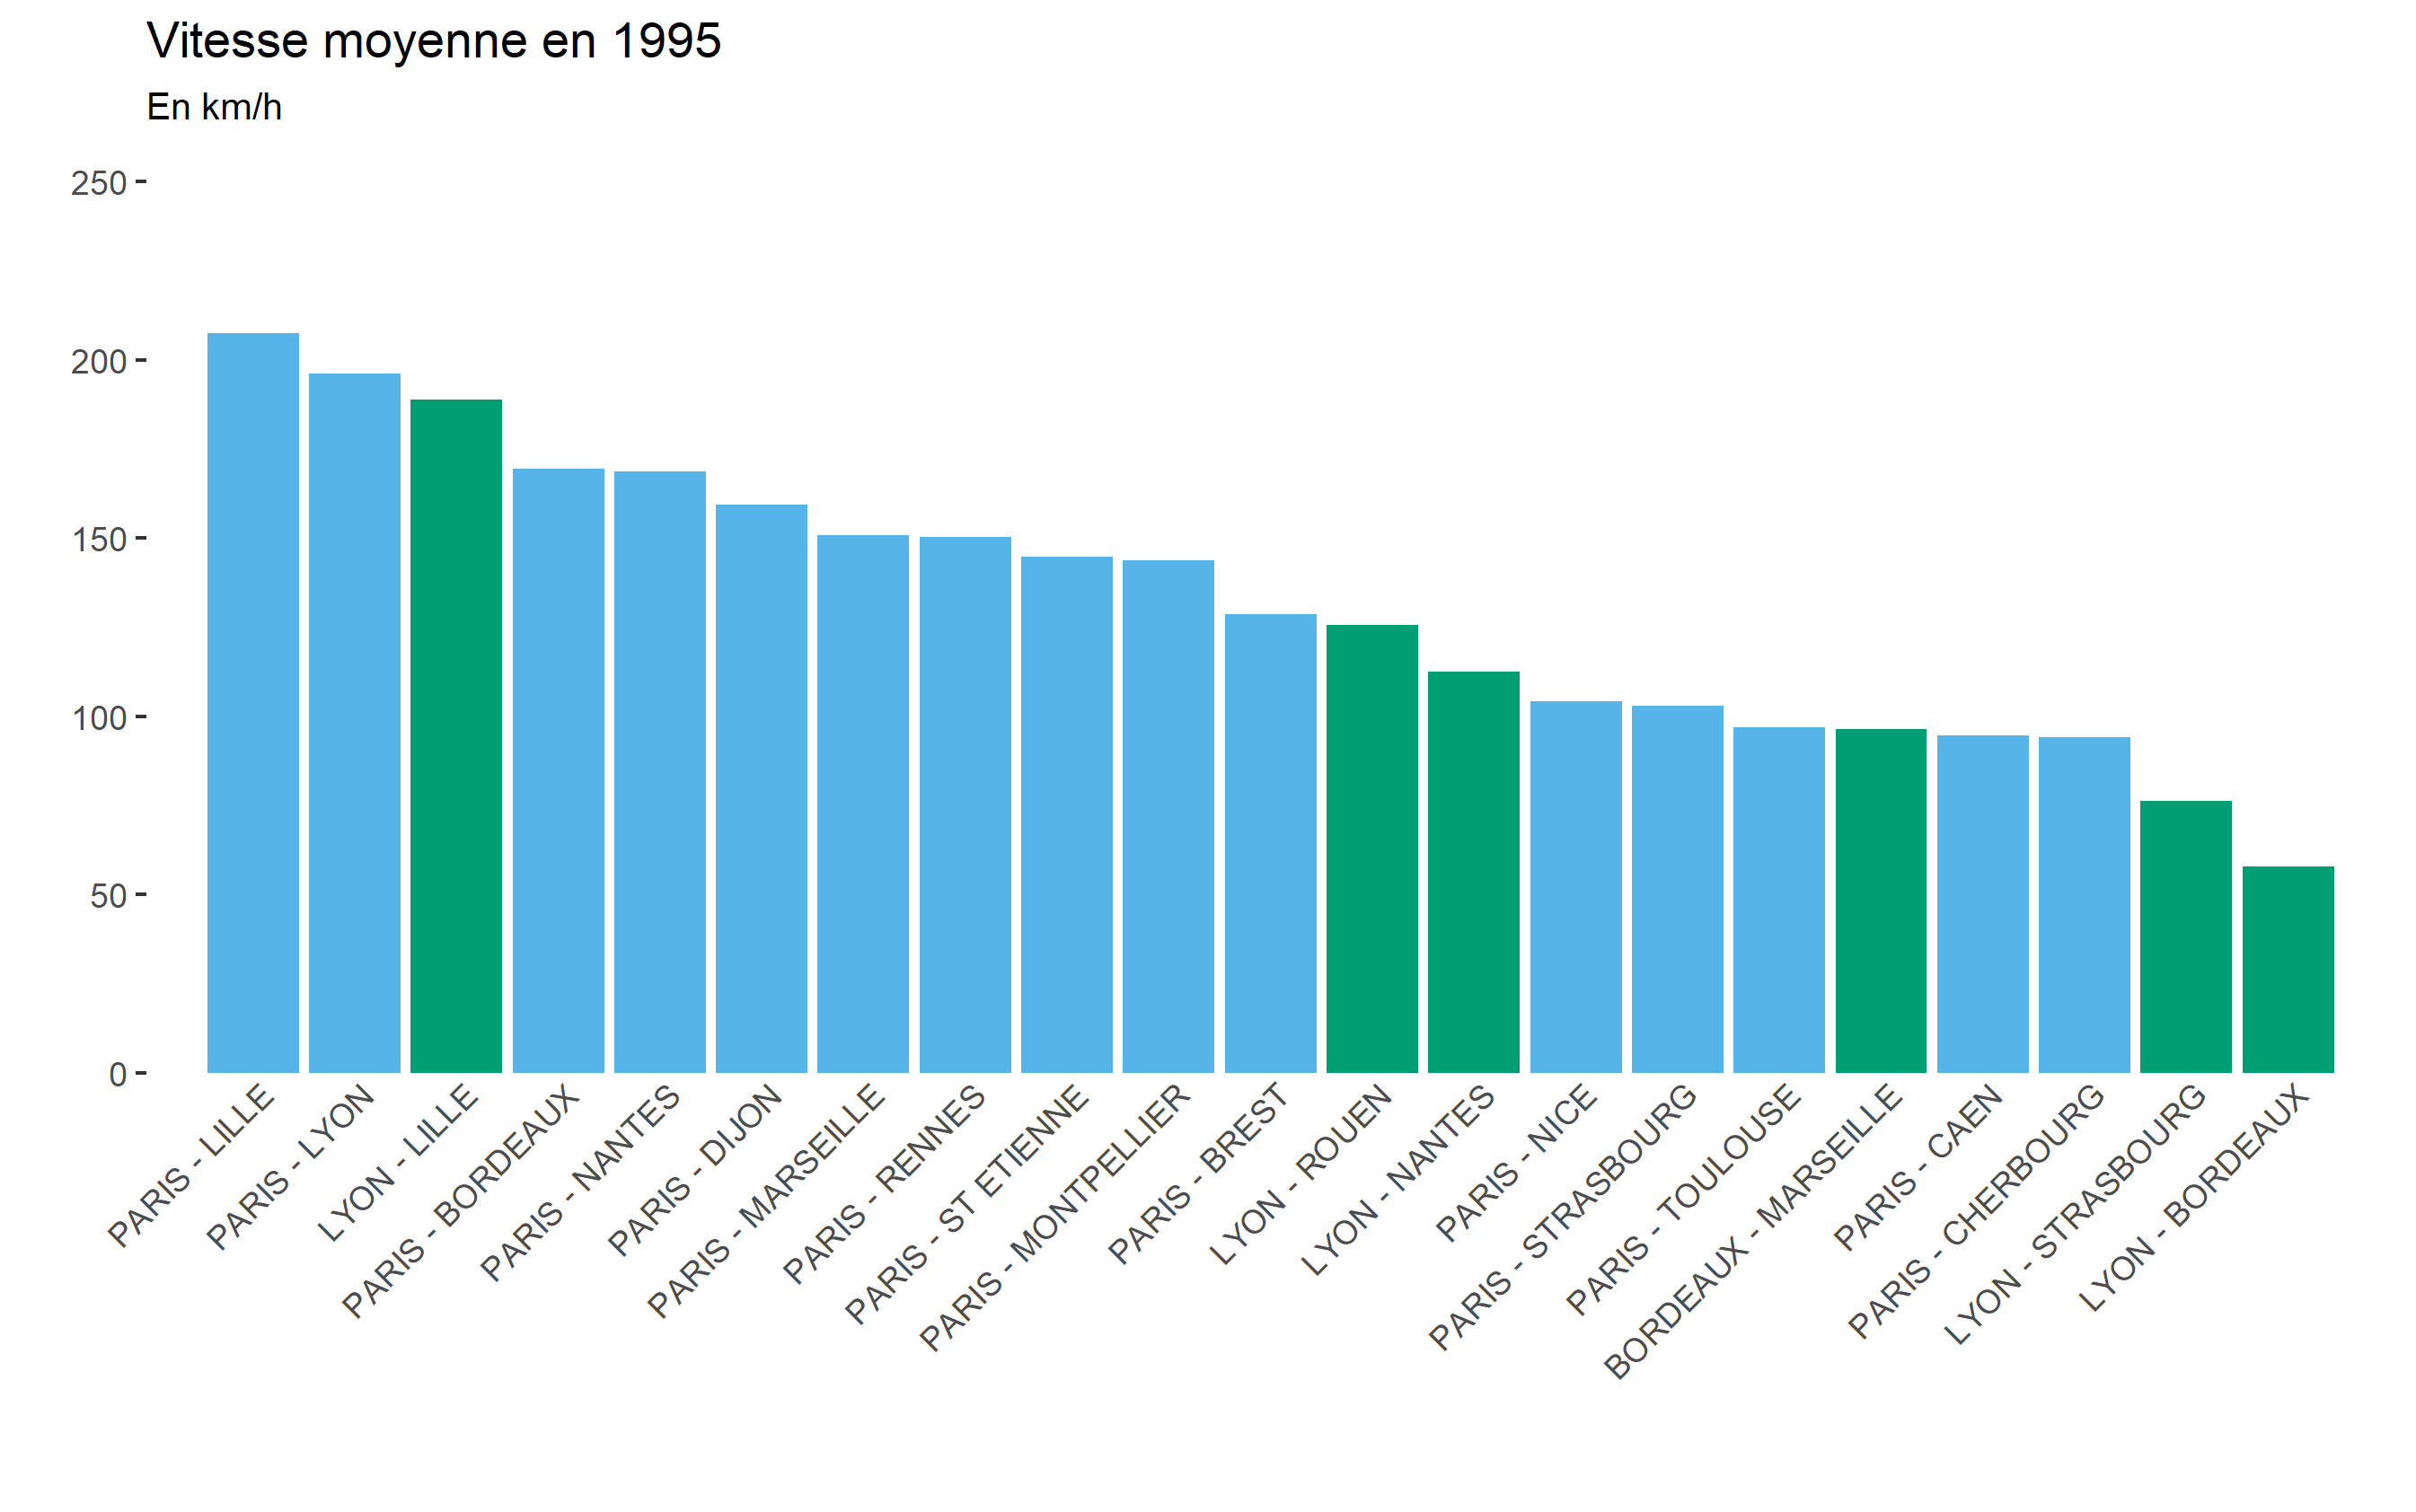 Vitesse moyenne en 1995
En km/h
250
200
150
100
50
0
PARIS - LILLE
PARIS - LYON
LYON - LILLE
PARIS - BORDEAUX
PARIS - NANTES
PARIS - DIJON
PARIS - MARSEILLE
PARIS - RENNES
PARIS - ST ETIENNE
PARIS - MONTPELLIER
PARIS - BREST
LYON - ROUEN
LYON - NANTES
PARIS - NICE
PARIS - STRASBOURG
PARIS - TOULOUSE
BORDEAUX - MARSEILLE
PARIS - CAEN
PARIS - CHERBOURG
LYON - STRASBOURG
LYON - BORDEAUX